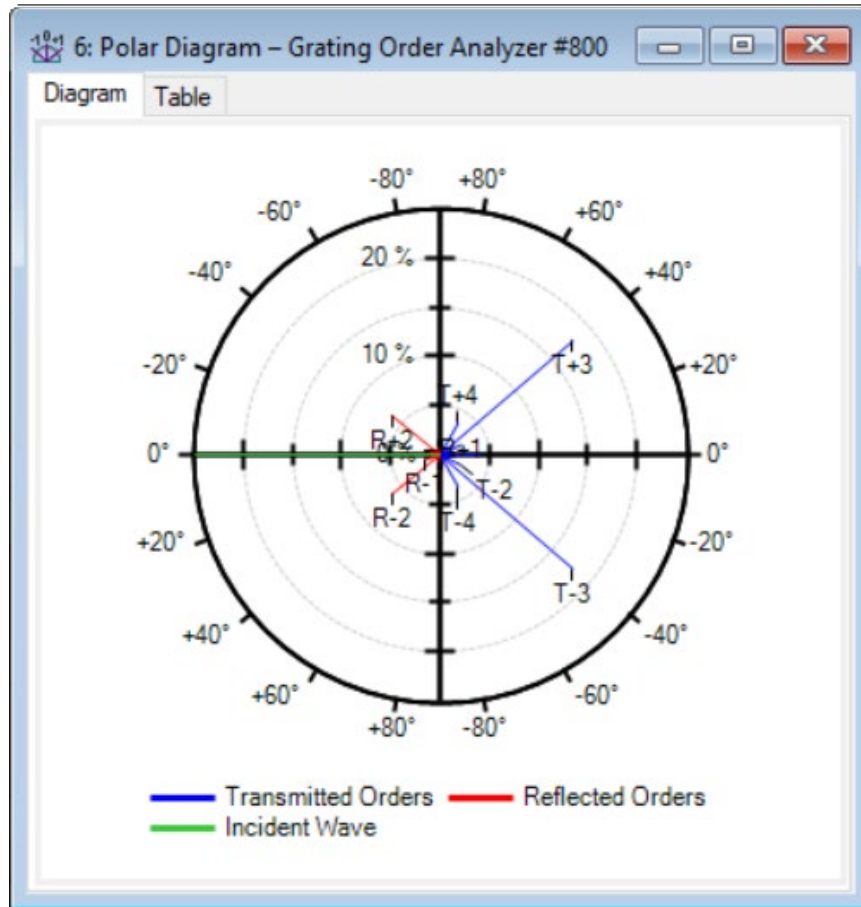 6: Polar Diagram – Grating Order Analyzer #800
Diagram Table
-80° +80°
-60° +60°
-40° +40°
-20° +20°
0° 0°
+20° -20°
+40° -40°
+60° -60°
+80° -80°
20 %
10 %
T+3
T+4
R+2
R-1
T-2
R-2
T-4
T-3
Transmitted Orders Reflected Orders
Incident Wave